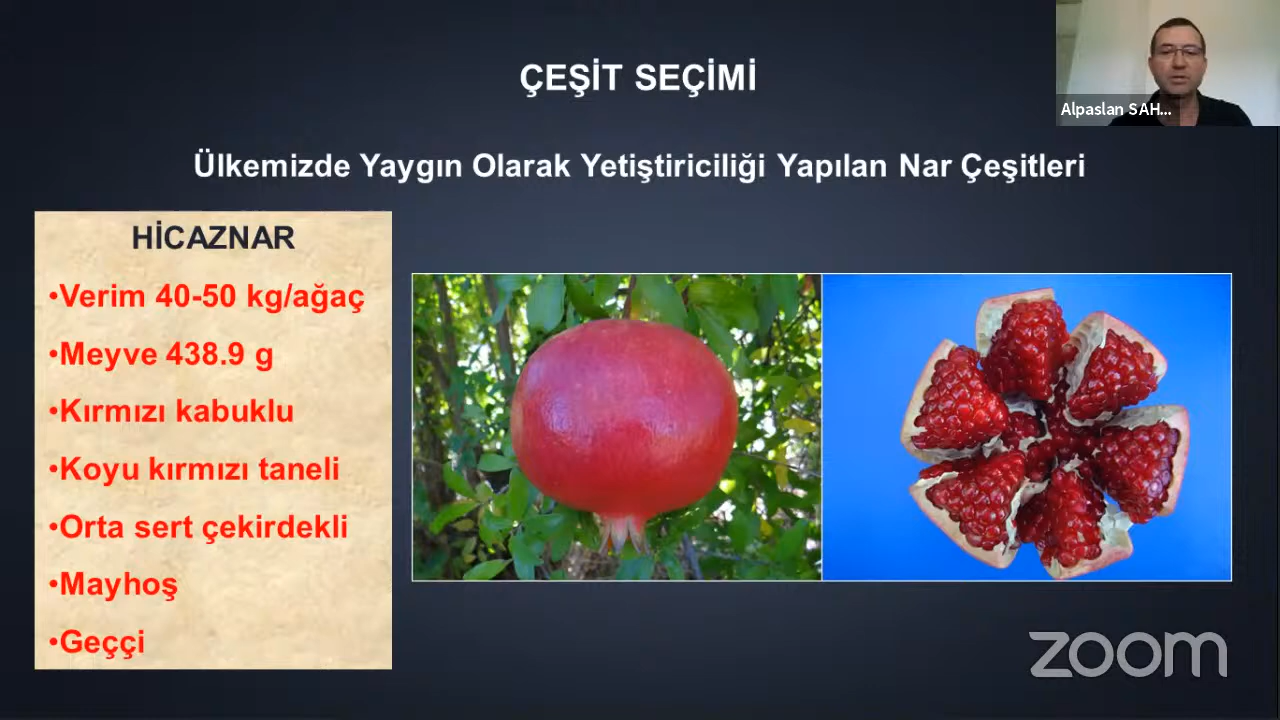 ÇEŞİT SEÇİMİ
Alpaslan SAH...
Ülkemizde Yaygın Olarak Yetiştiriciliği Yapılan Nar Çeşitleri
HİCAZNAR
•Verim 40-50 kg/ağaç
•Meyve 438.9 g
•Kırmızı kabuklu
•Koyu kırmızı taneli
•Orta sert çekirdekli
•Mayhoş
•Geççi
zoom